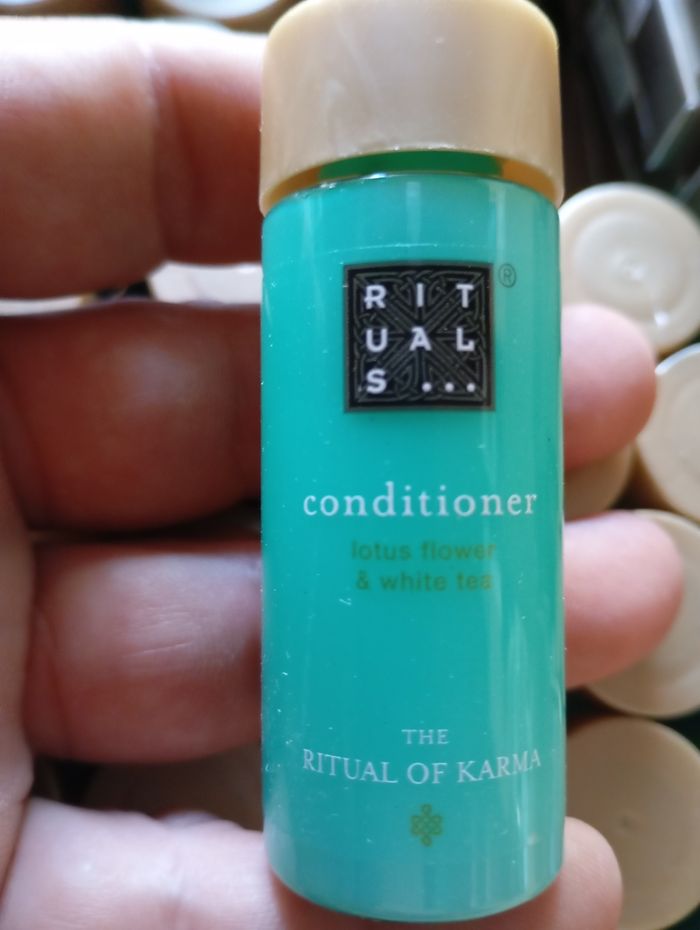 RIT
UAL
S... ®
conditioner
lotus flower
& white tea
THE
RITUAL OF KARMA